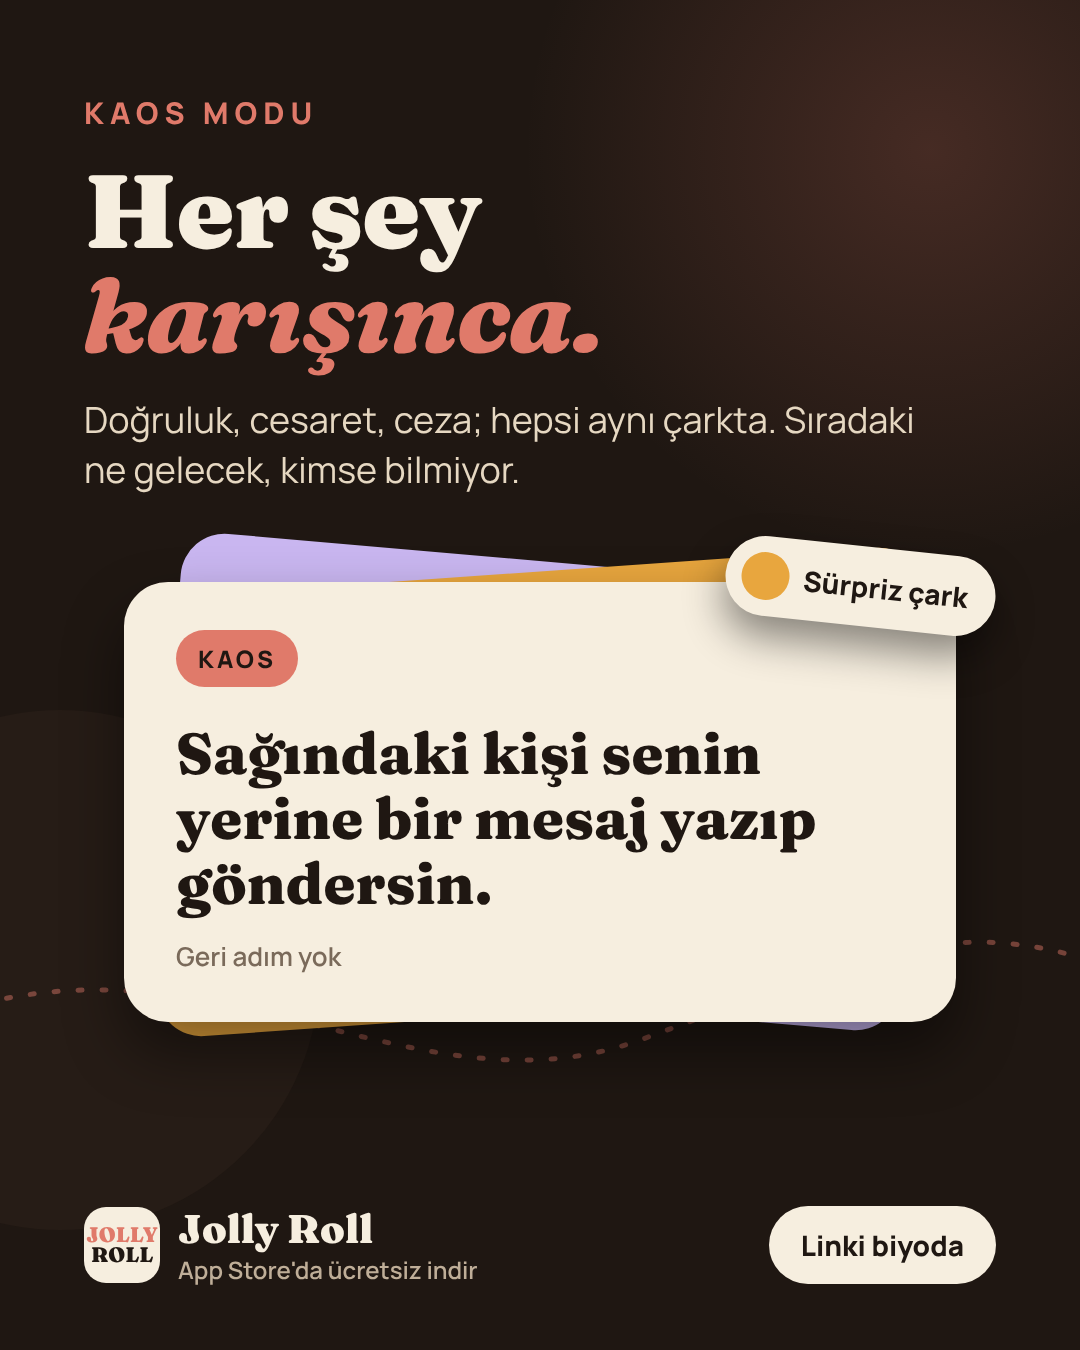 KAOS MODU
Her şey
karışınca.
Doğruluk, cesaret, ceza; hepsi aynı çarkta. Sıradaki
ne gelecek, kimse bilmiyor.
Sürpriz çark
KAOS
Sağındaki kişi senin
yerine bir mesaj yazıp
göndersin.
Geri adım yok
JOLLY
ROLL
Jolly Roll
App Store'da ücretsiz indir
Linki biyoda